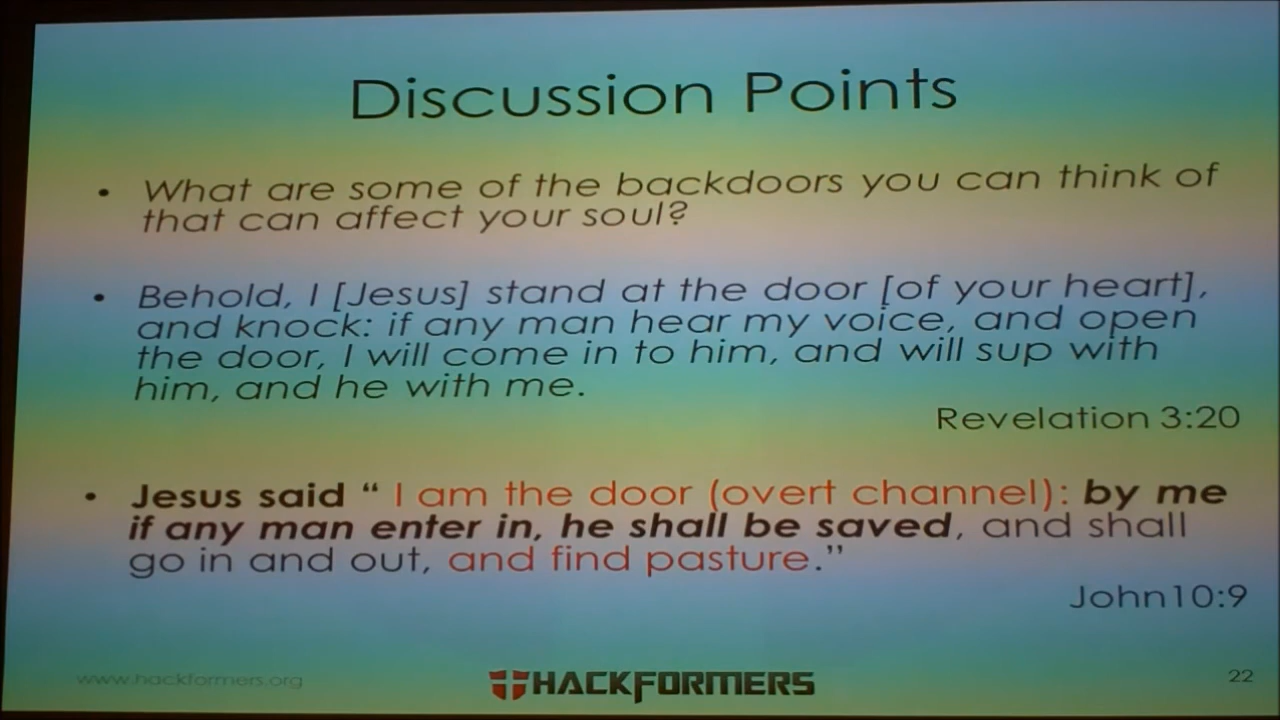 Discussion Points
• What are some of the backdoors you can think of
that can affect your soul?
• Behold, I [Jesus] stand at the door [of your heart],
and knock: if any man hear my voice, and open
the door, I will come in to him, and will sup with
him, and he with me.
Revelation 3:20
• Jesus said “ I am the door (overt channel): by me
if any man enter in, he shall be saved, and shall
go in and out, and find pasture.”
John10:9
www.hackformers.org
HACKFORMERS
22